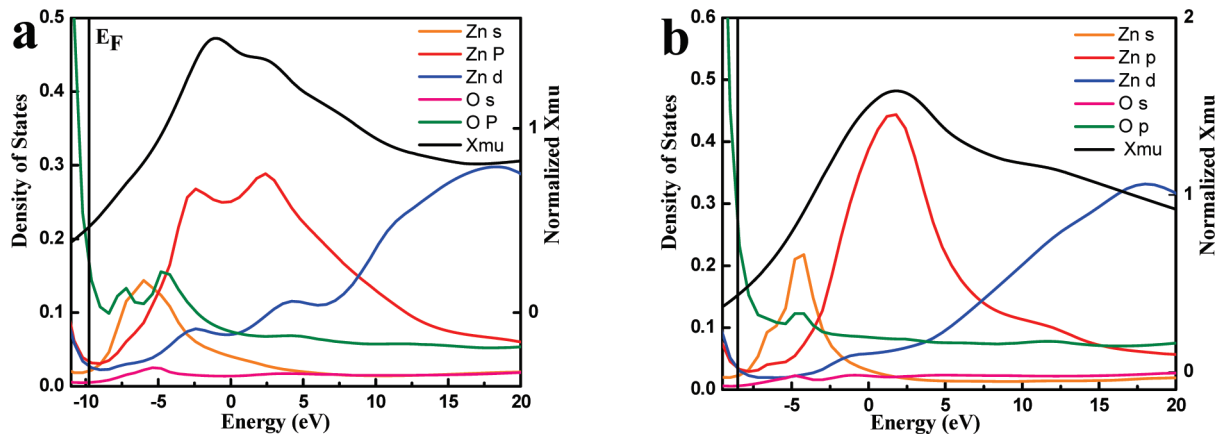 a
E_F
Zn s
Zn P
Zn d
O s
O P
Xmu
Density of States
0.5
0.4
0.3
0.2
0.1
0.0
1
0
Normalized Xmu
-10 -5 0 5 10 15 20
Energy (eV)
b
Zn s
Zn p
Zn d
O s
O p
Xmu
Density of States
0.6
0.5
0.4
0.3
0.2
0.1
0.0
2
1
0
Normalized Xmu
-5 0 5 10 15 20
Energy (eV)